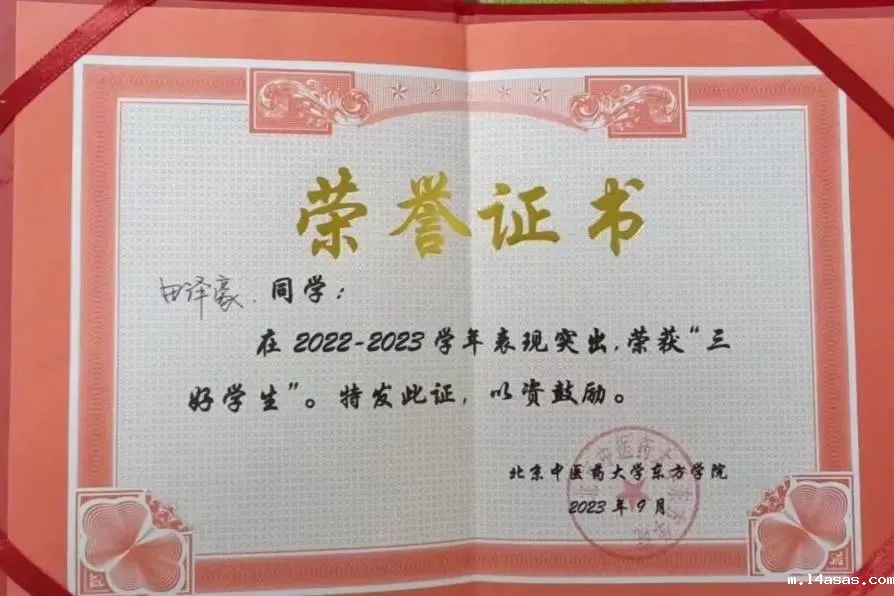 荣誉证书
田泽豪 同学：
在 2022-2023 学年表现突出，荣获“三
好学生”。特发此证，以资鼓励。
北京中医药大学东方学院
2023 年 9 月
m.14asas.com